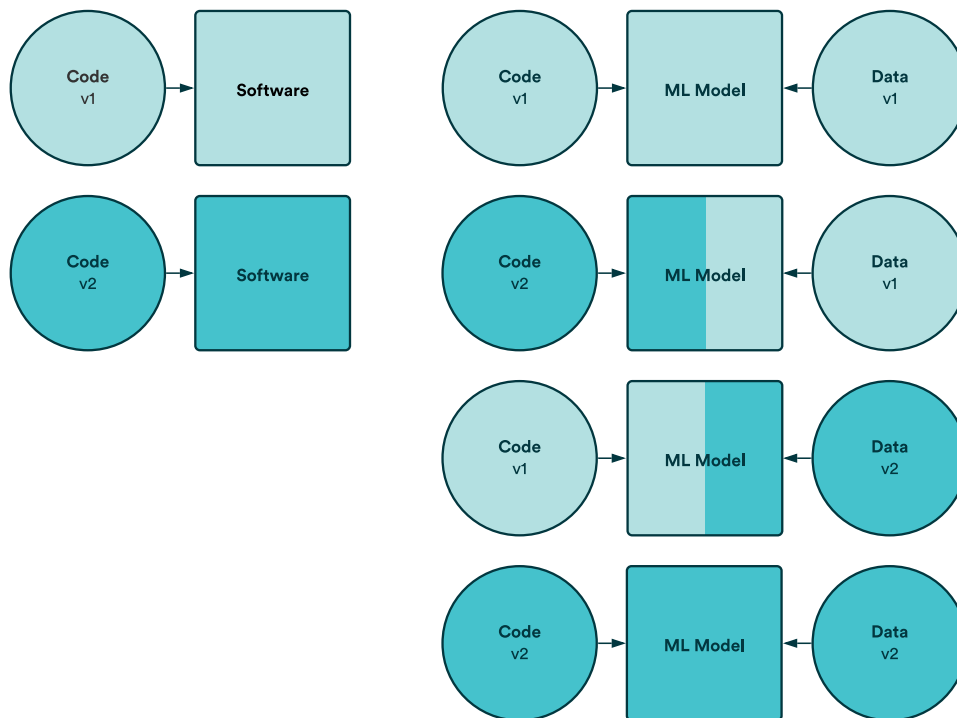 Code
v1
Software
Code
v1
ML Model
Data
v1
Code
v2
Software
Code
v2
ML Model
Data
v1
Code
v1
ML Model
Data
v2
Code
v2
ML Model
Data
v2